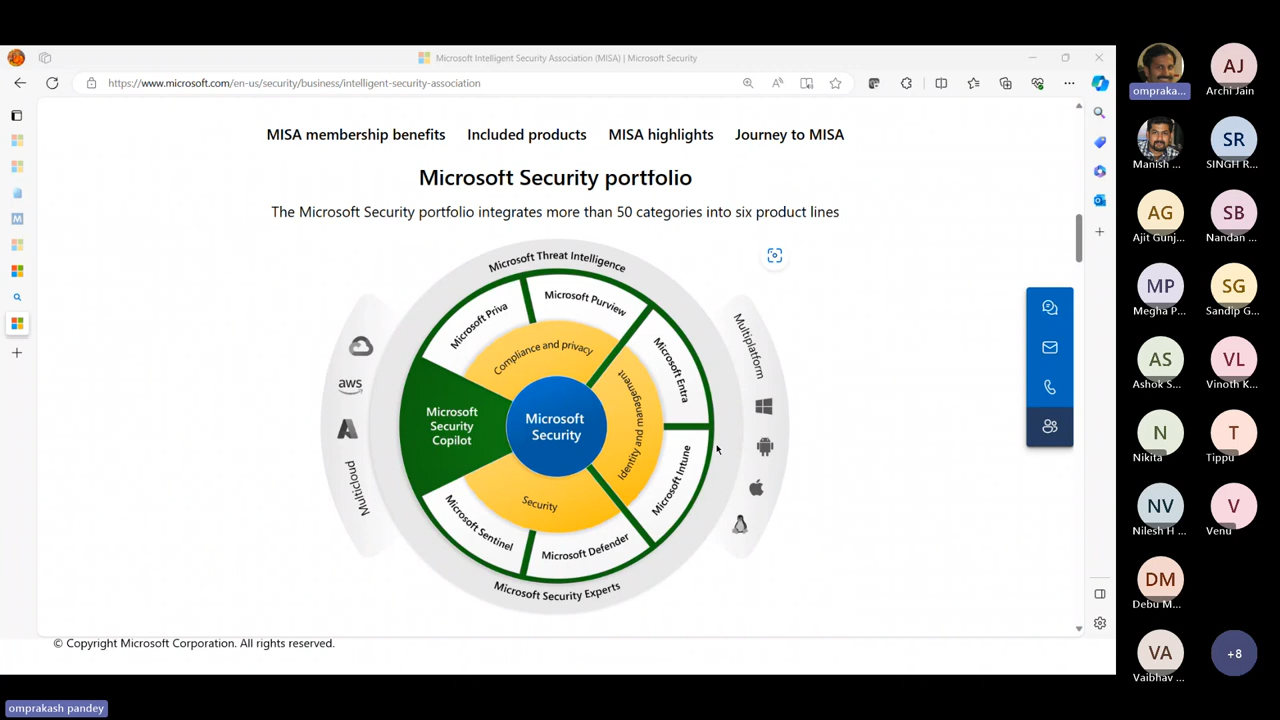 Microsoft Intelligent Security Association (MISA) | Microsoft Security
https://www.microsoft.com/en-us/security/business/intelligent-security-association
MISA membership benefits
Included products
MISA highlights
Journey to MISA
Microsoft Security portfolio
The Microsoft Security portfolio integrates more than 50 categories into six product lines
Microsoft Threat Intelligence
Microsoft Priva
Microsoft Purview
Compliance and privacy
Microsoft Entra
Identity and management
Microsoft Security Copilot
Microsoft Security
Microsoft Intune
Security
Microsoft Sentinel
Microsoft Defender
Microsoft Security Experts
aws
Multicloud
Multiplatform
© Copyright Microsoft Corporation. All rights reserved.
omprakash pandey
ompraka...
AJ
Archi Jain
Manish ...
SR
SINGH R...
AG
Ajit Gunj...
SB
Nandan ...
MP
Megha P...
SG
Sandip G...
AS
Ashok S...
VL
Vinoth K...
N
Nikita
T
Tippu
NV
Nilesh H ...
V
Venu
DM
Debu M...
VA
Vaibhav ...
+8